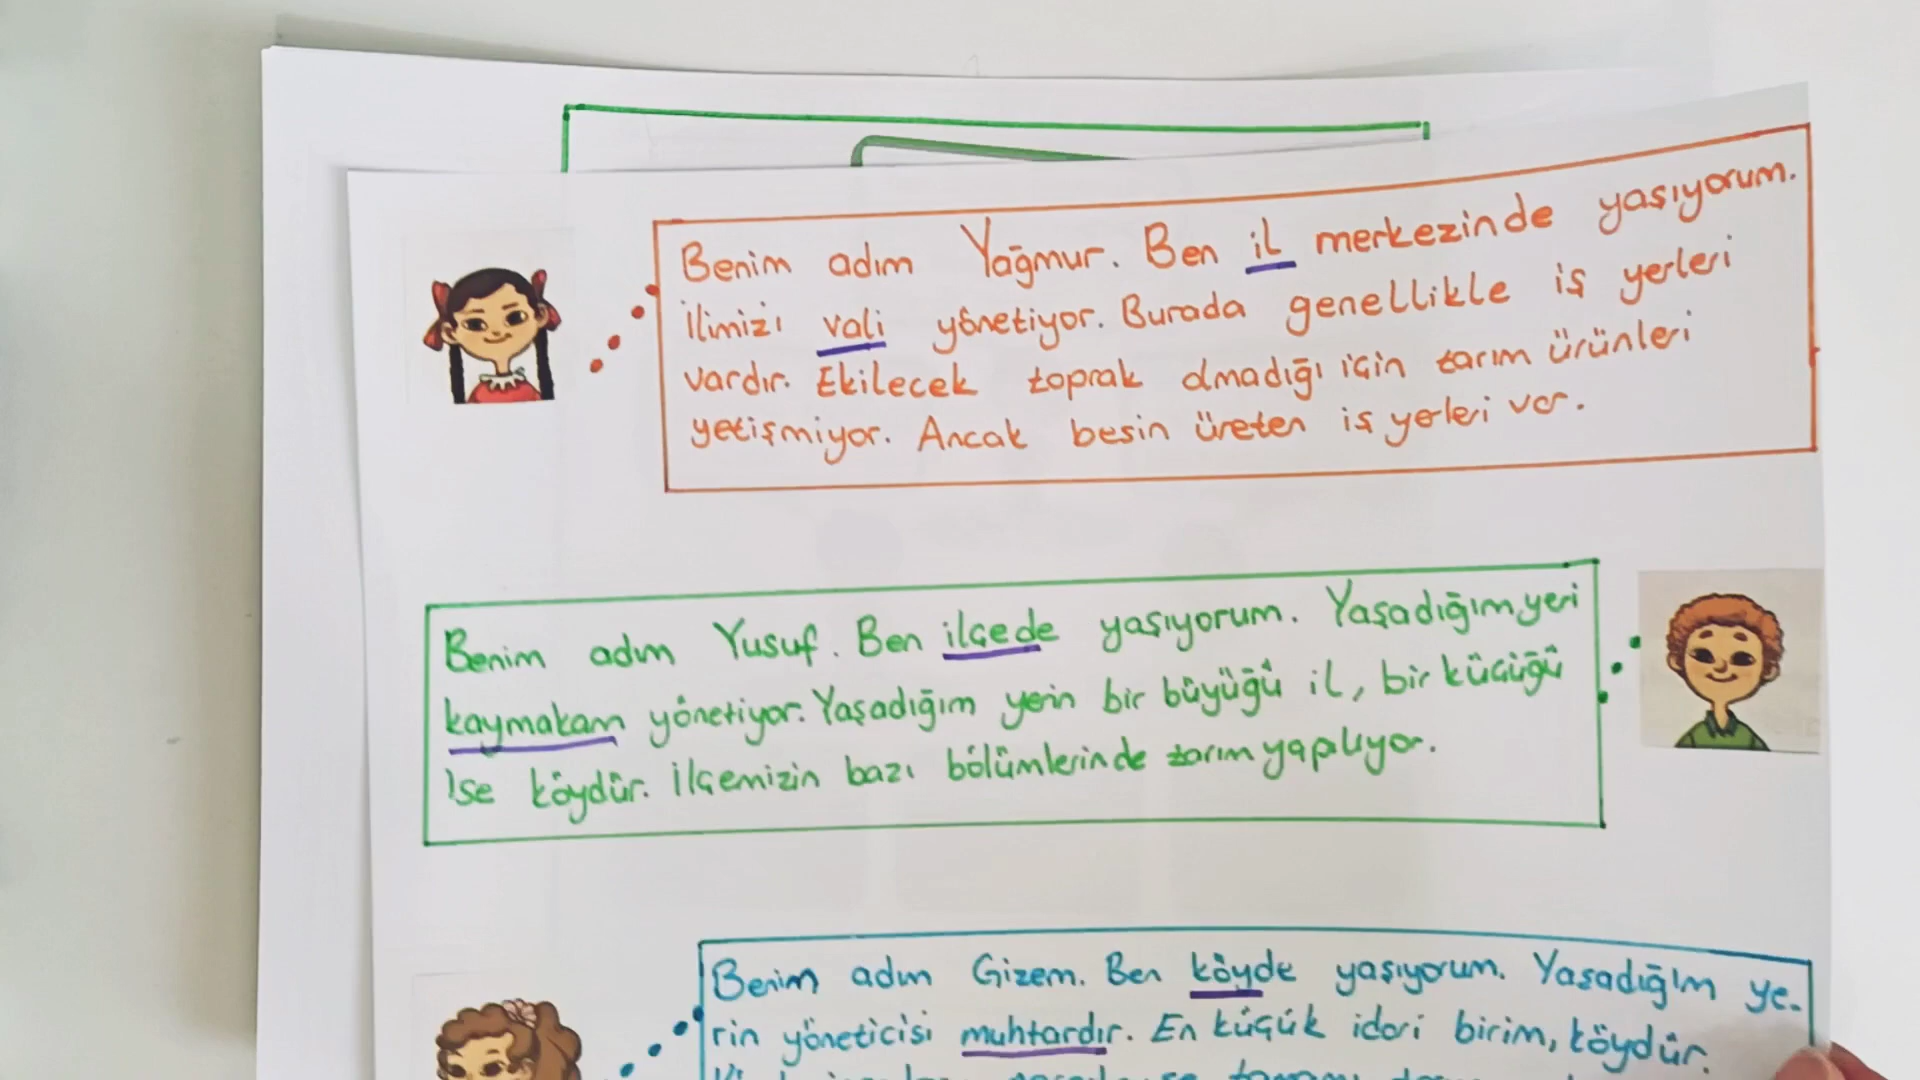 Benim adım Yağmur. Ben il merkezinde yaşıyorum.
İlimizi vali yönetiyor. Burada genellikle iş yerleri
vardır. Ekilecek toprak olmadığı için tarım ürünleri
yetişmiyor. Ancak besin üreten iş yerleri var.
Benim adım Yusuf. Ben ilçede yaşıyorum. Yaşadığım yeri
kaymakam yönetiyor. Yaşadığım yerin bir büyüğü il, bir küçüğü
ise köydür. İlçemizin bazı bölümlerinde tarım yapılıyor.
Benim adım Gizem. Ben köyde yaşıyorum. Yaşadığım ye-
rin yöneticisi muhtardır. En küçük idari birim, köydür.